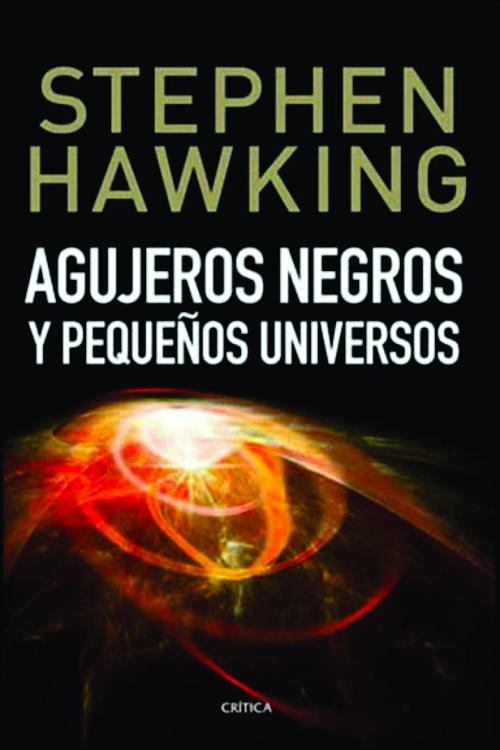 STEPHEN
HAWKING
AGUJEROS NEGROS
Y PEQUEÑOS UNIVERSOS
CRÍTICA